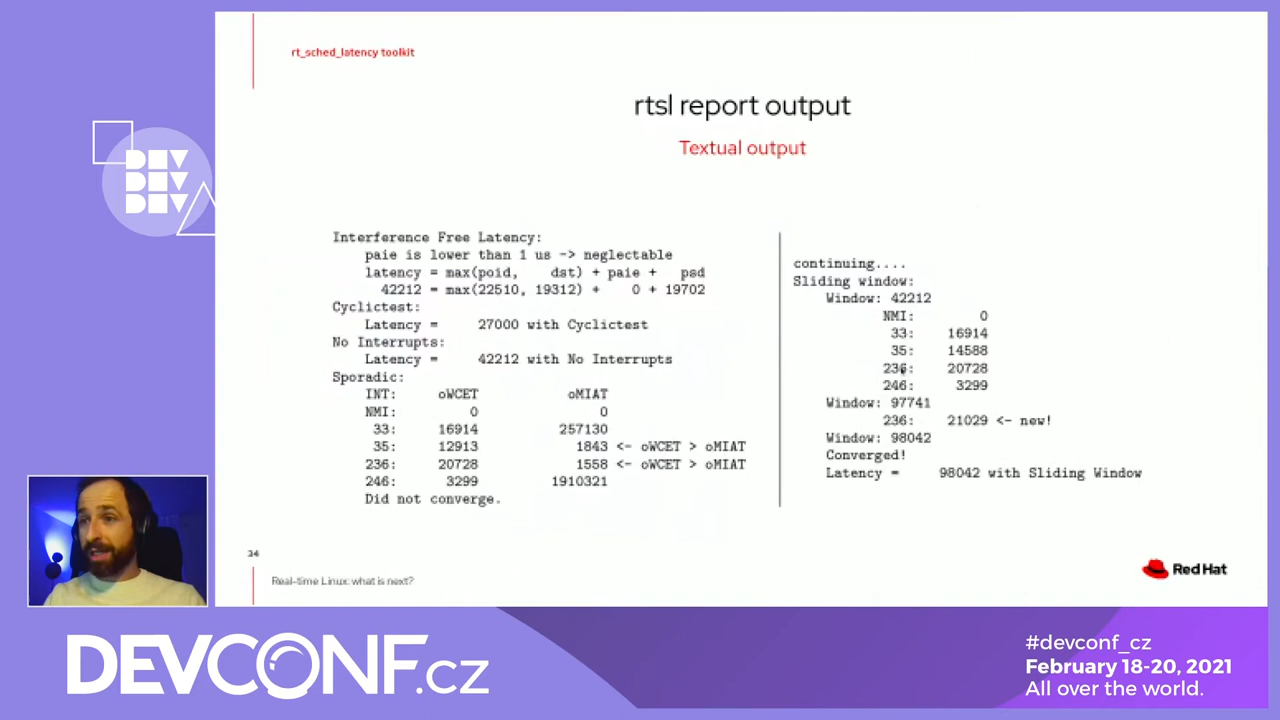 rt_sched_latency toolkit
rtsl report output
Textual output
DEV
DEV
DEV
Interference Free Latency:
paie is lower than 1 us -> neglectable
latency = max(poid, dst) + paie + psd
42212 = max(22510, 19312) + 0 + 19702
Cyclictest:
Latency = 27000 with Cyclictest
No Interrupts:
Latency = 42212 with No Interrupts
Sporadic:
INT: oWCET oMIAT
NMI: 0 0
33: 16914 257130
35: 12913 1843 <- oWCET > oMIAT
236: 20728 1558 <- oWCET > oMIAT
246: 3299 1910321
Did not converge.
continuing....
Sliding window:
Window: 42212
NMI: 0
33: 16914
35: 14588
236: 20728
246: 3299
Window: 97741
236: 21029 <- new!
Window: 98042
Converged!
Latency = 98042 with Sliding Window
34
Real-time Linux: what is next?
Red Hat
DEVCONF.cz
#devconf_cz
February 18-20, 2021
All over the world.